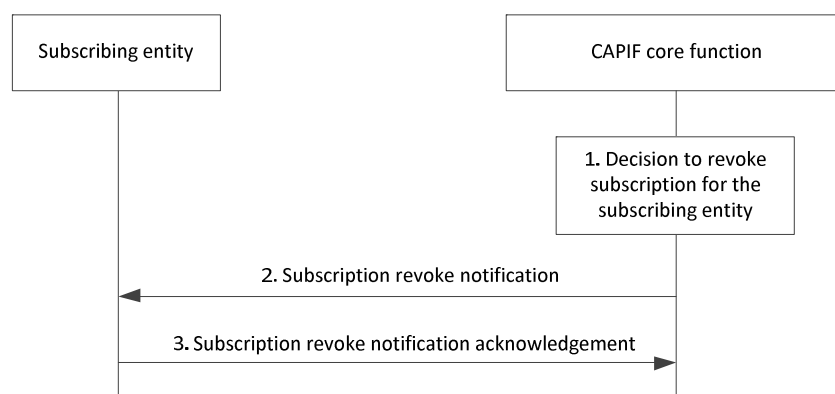 Subscribing entity
CAPIF core function
1. Decision to revoke
subscription for the
subscribing entity
2. Subscription revoke notification
3. Subscription revoke notification acknowledgement